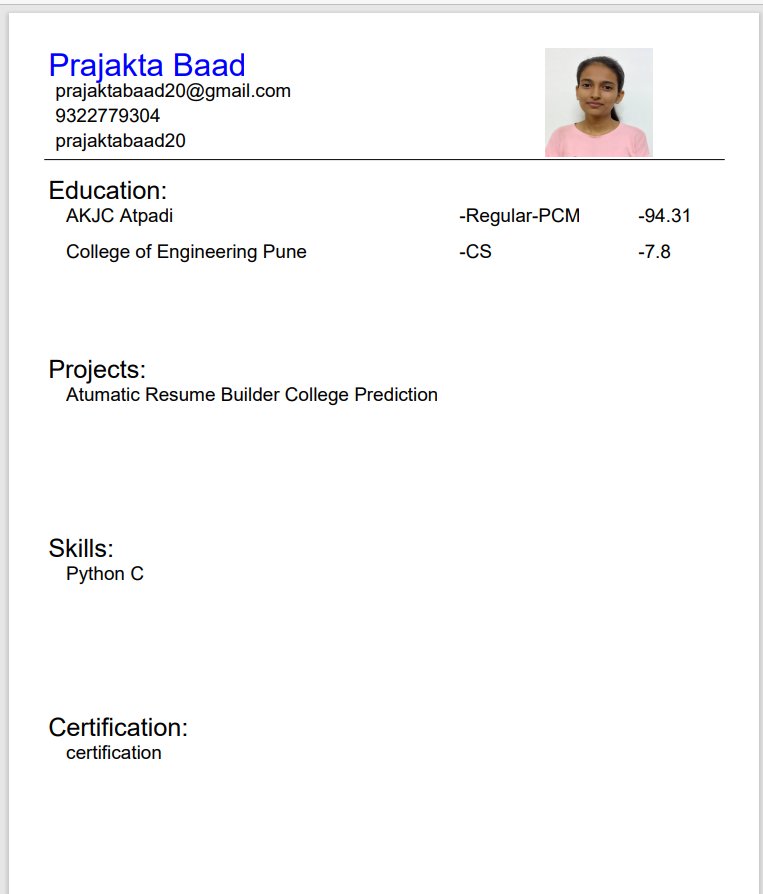 Prajakta Baad
prajaktabaad20@gmail.com
9322779304
prajaktabaad20
Education:
AKJC Atpadi -Regular-PCM -94.31
College of Engineering Pune -CS -7.8
Projects:
Atumatic Resume Builder College Prediction
Skills:
Python C
Certification:
certification